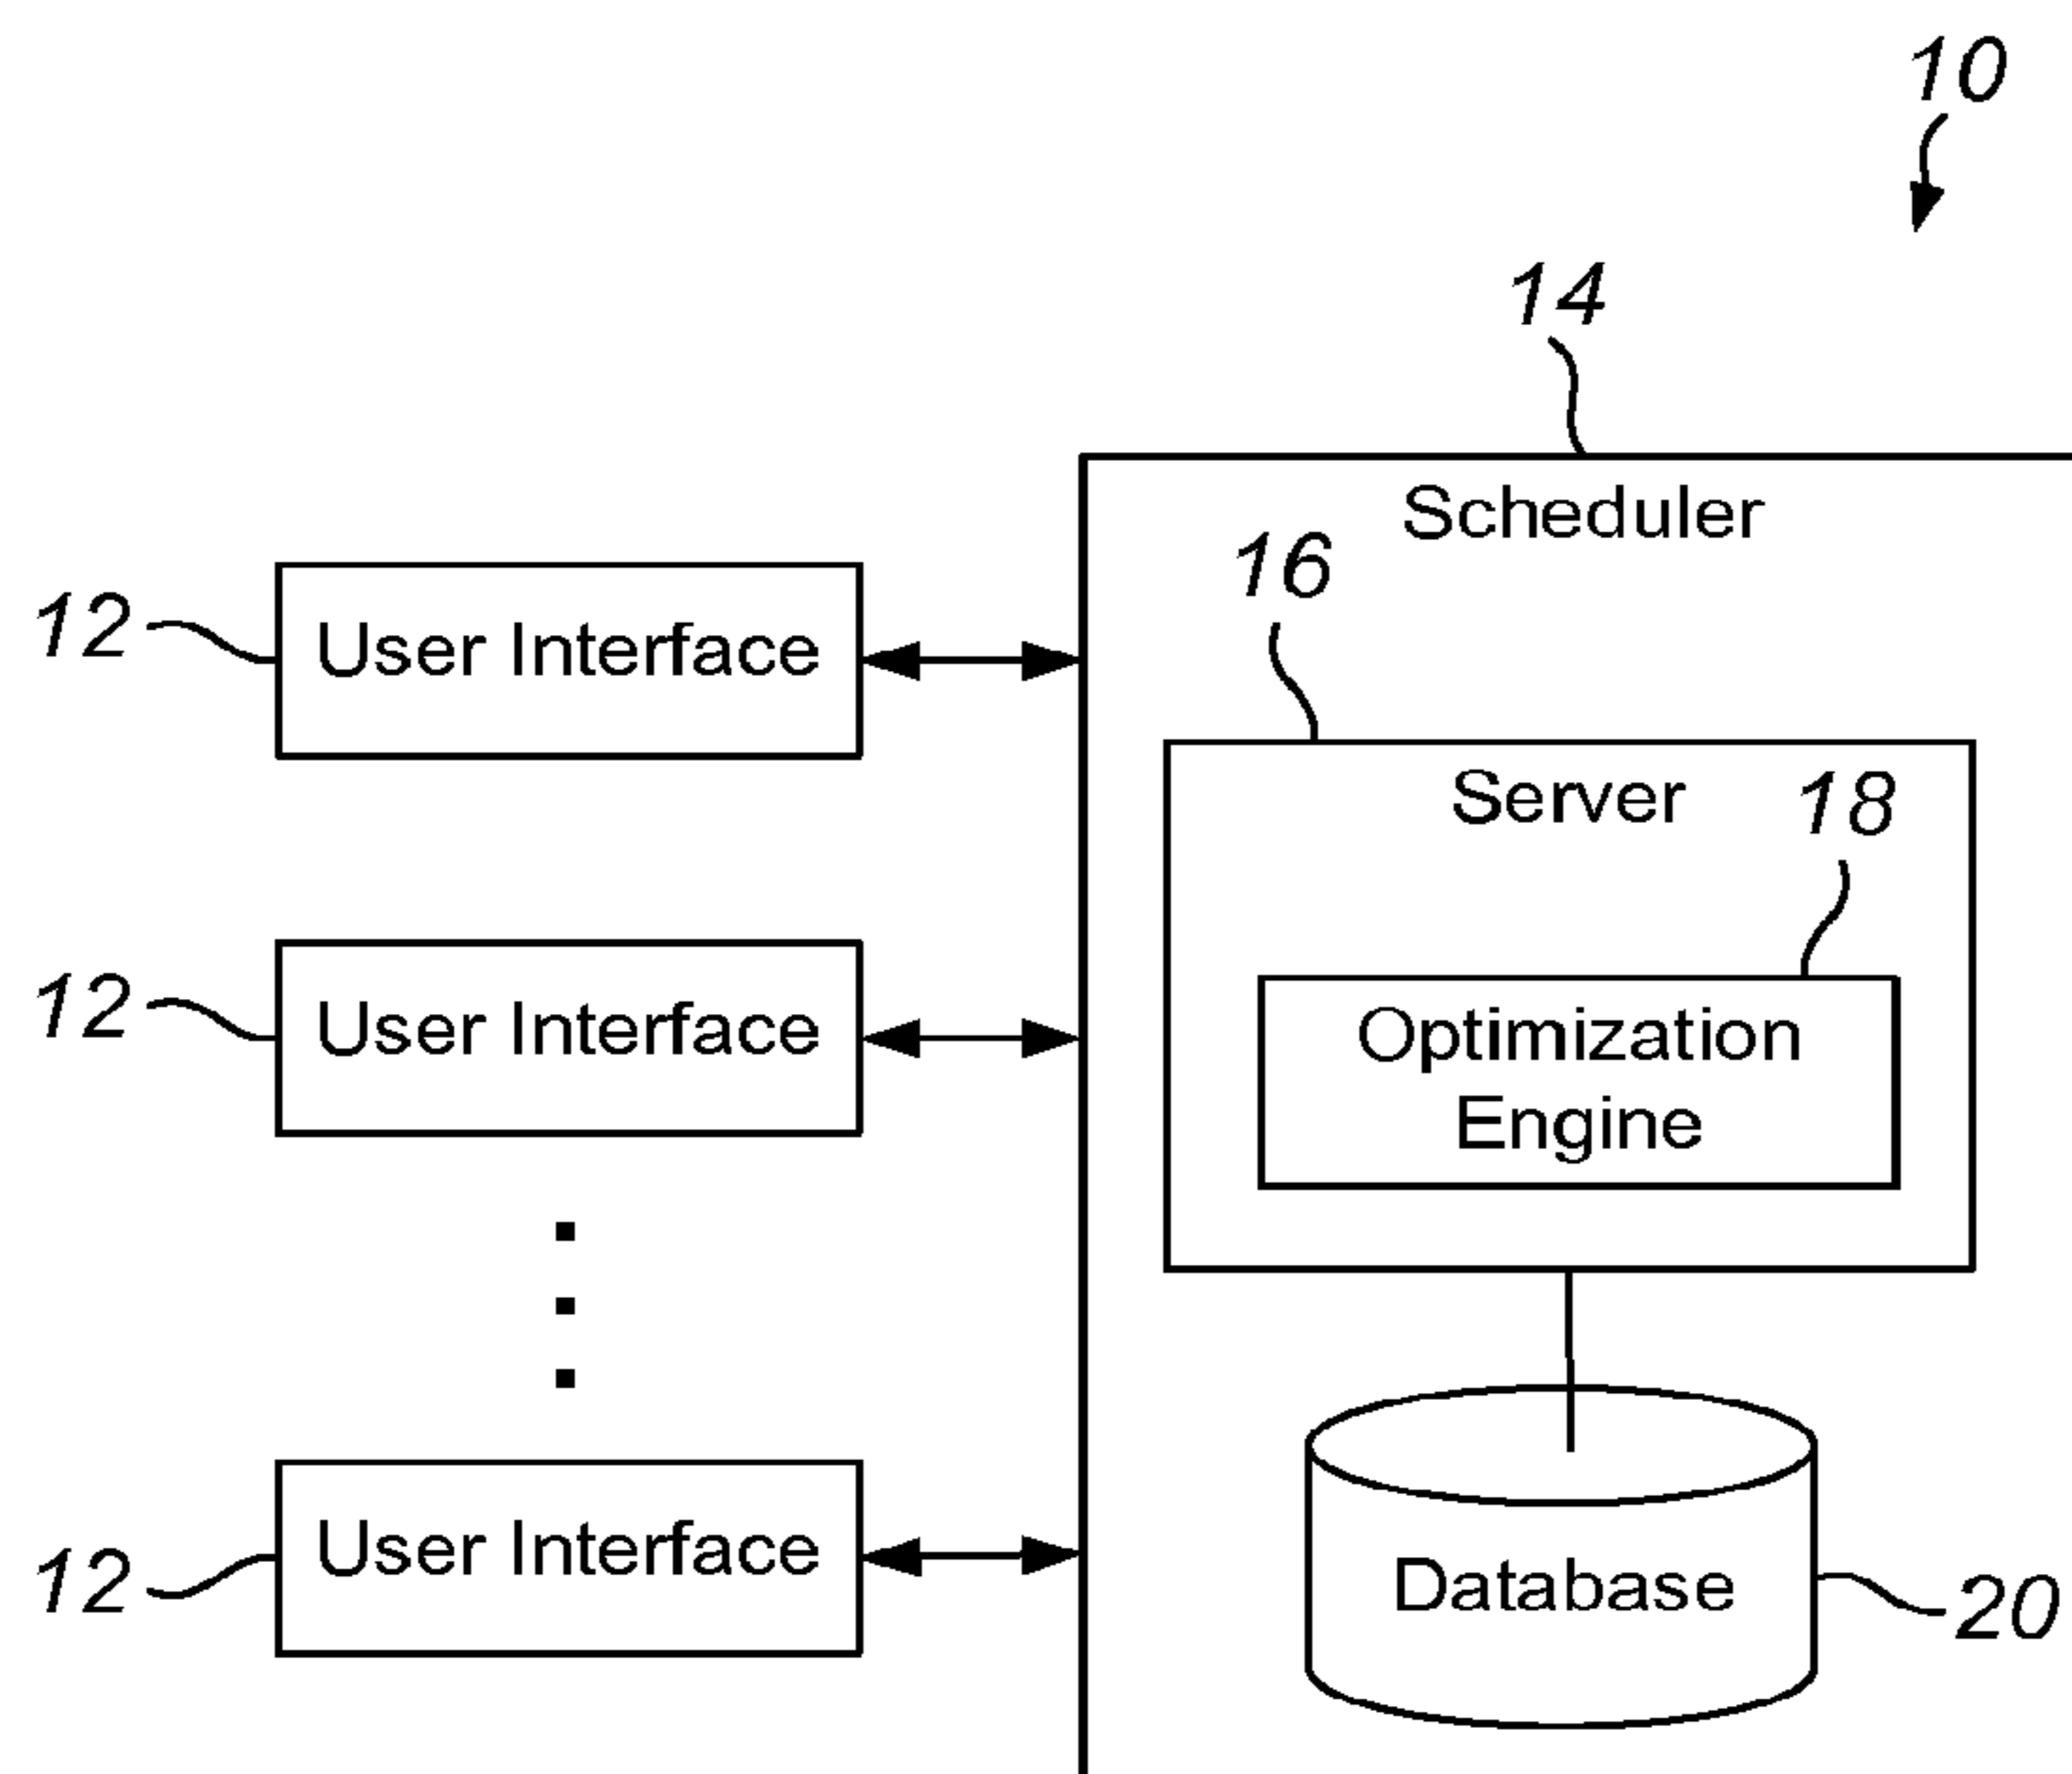 10
14
Scheduler
16
12
User Interface
Server
18
12
User Interface
Optimization
Engine
12
User Interface
Database
20